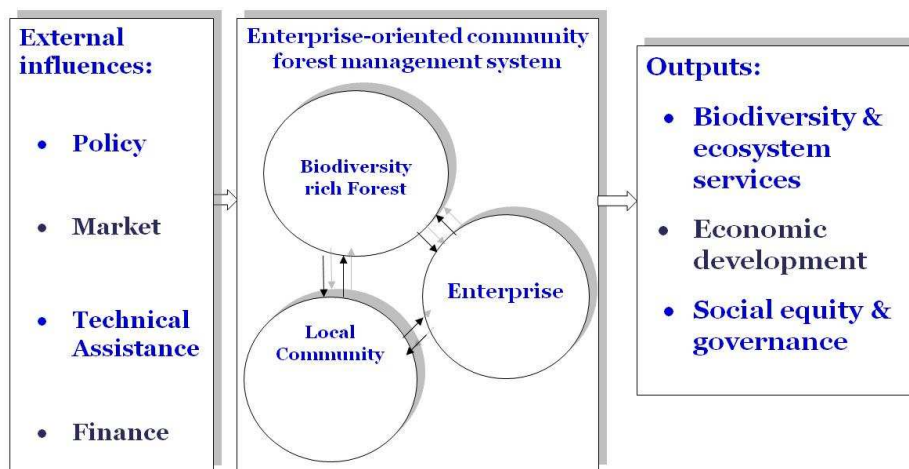 External
influences:
Policy
Market
Technical
Assistance
Finance
Enterprise-oriented community
forest management system
Biodiversity
rich Forest
Enterprise
Local
Community
Outputs:
Biodiversity &
ecosystem
services
Economic
development
Social equity &
governance